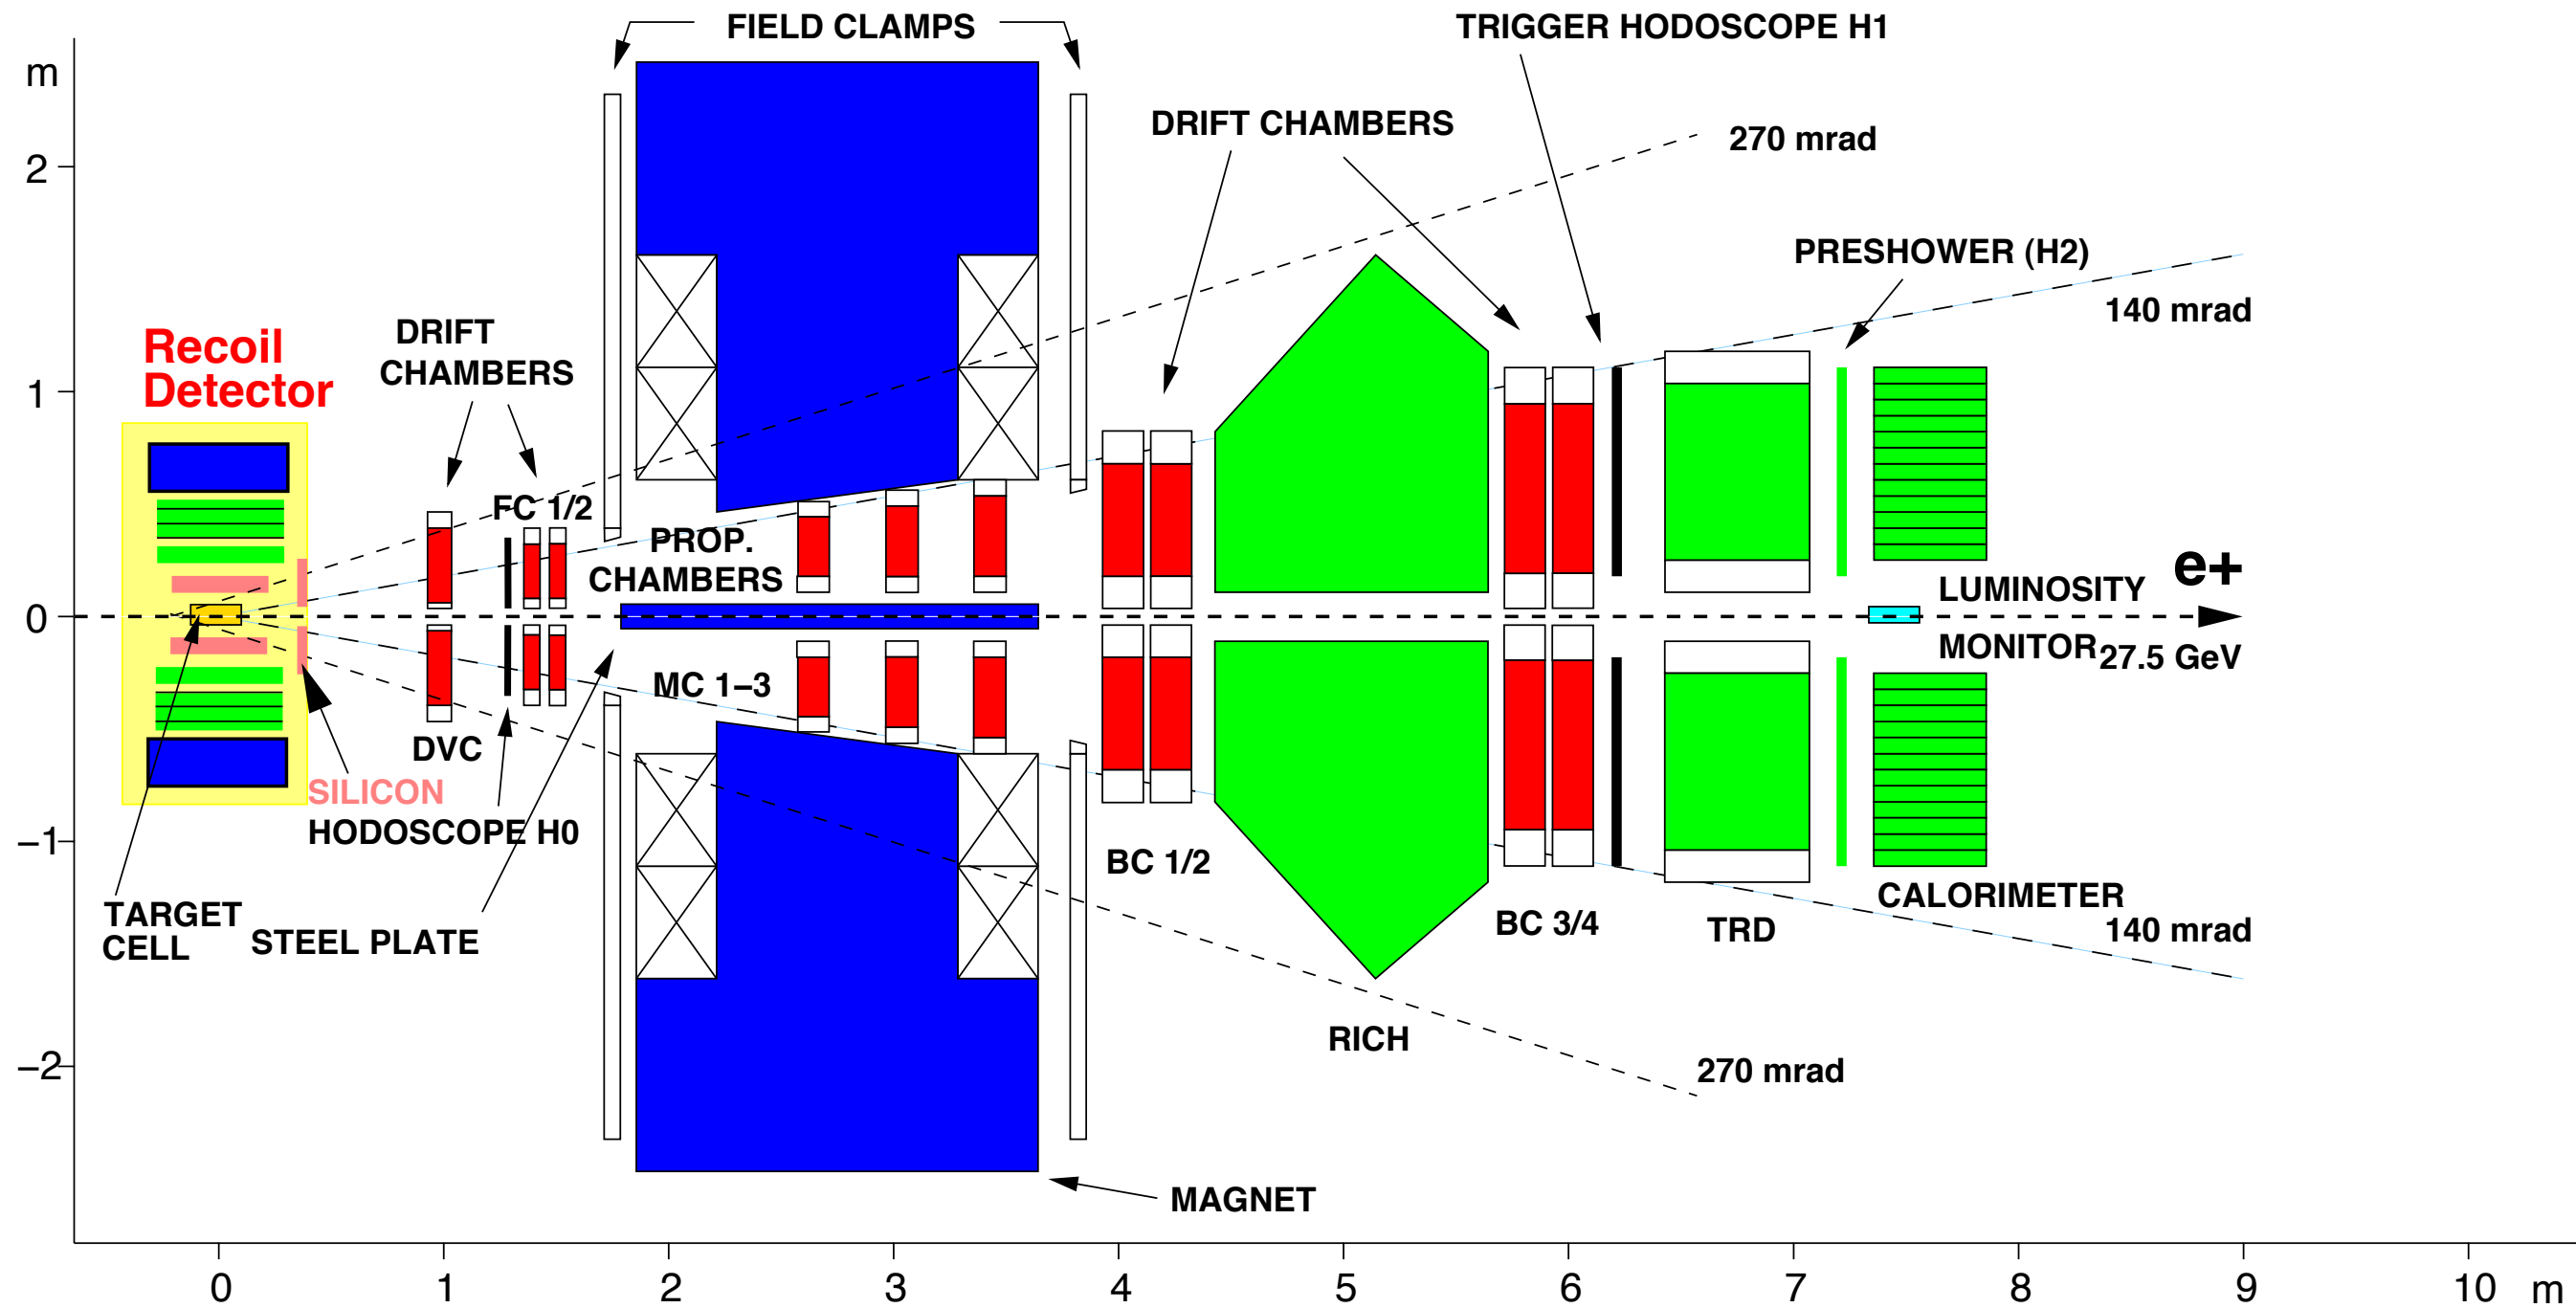 FIELD CLAMPS
TRIGGER HODOSCOPE H1
m
DRIFT CHAMBERS
270 mrad
2
PRESHOWER (H2)
140 mrad
DRIFT
CHAMBERS
Recoil
Detector
1
FC 1/2
PROP.
CHAMBERS
e+
LUMINOSITY
0
MONITOR
27.5 GeV
MC 1–3
DVC
SILICON
HODOSCOPE H0
–1
BC 1/2
CALORIMETER
TARGET
CELL
STEEL PLATE
BC 3/4
TRD
140 mrad
RICH
–2
270 mrad
MAGNET
0 1 2 3 4 5 6 7 8 9 10 m